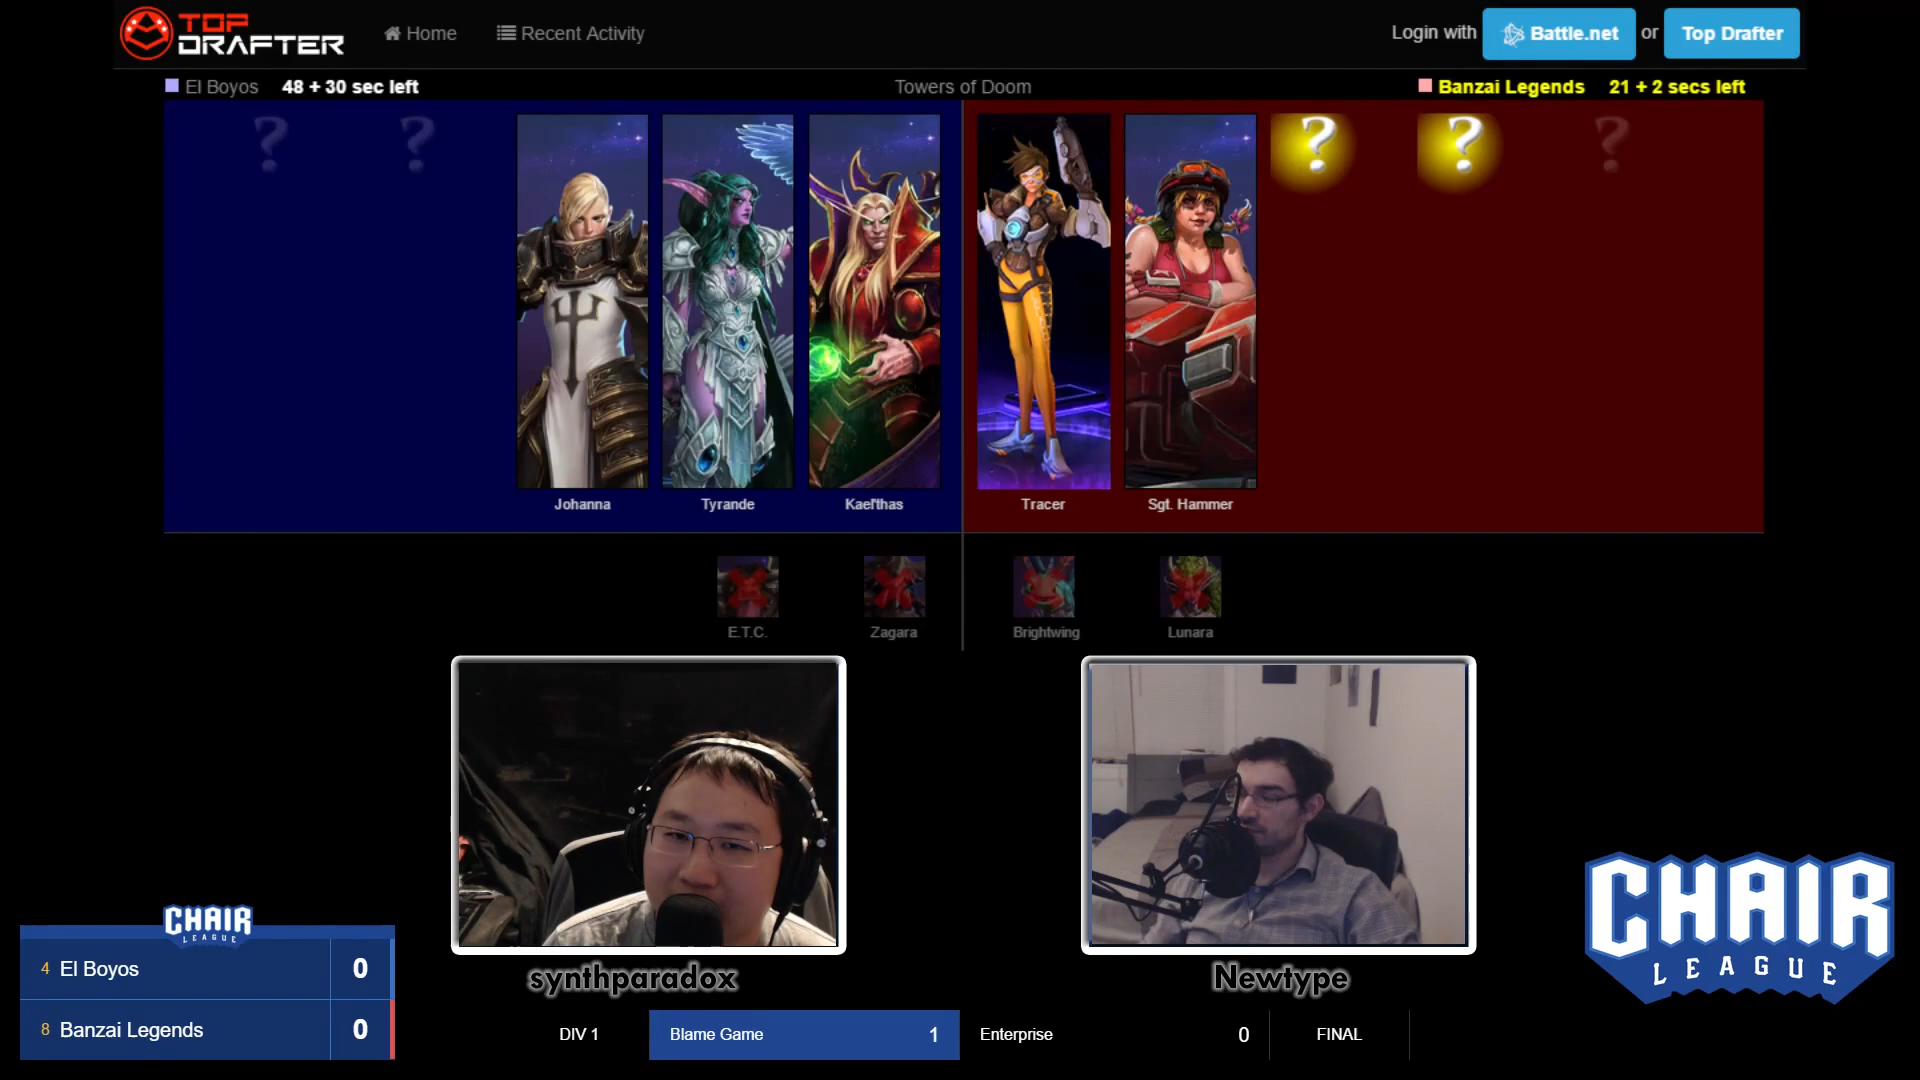 TOP
DRAFTER
Home
Recent Activity
Login with
Battle.net
or
Top Drafter
El Boyos
48 + 30 sec left
Towers of Doom
Banzai Legends
21 + 2 secs left
?
?
?
?
?
Johanna
Tyrande
Kael'thas
Tracer
Sgt. Hammer
E.T.C.
Zagara
Brightwing
Lunara
CHAIR
LEAGUE
4 El Boyos 0
8 Banzai Legends 0
synthparadox
Newtype
CHAIR
LEAGUE
DIV 1
Blame Game 1
Enterprise 0
FINAL